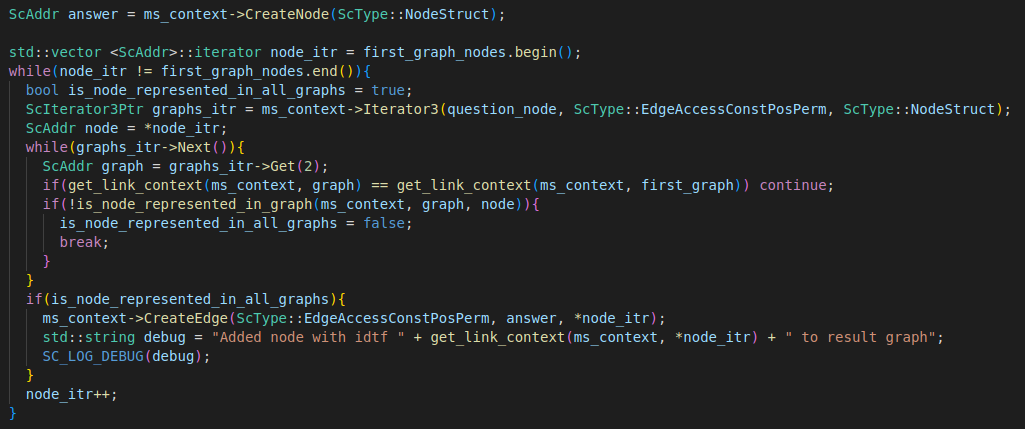 ScAddr answer = ms_context->CreateNode(ScType::NodeStruct);

std::vector <ScAddr>::iterator node_itr = first_graph_nodes.begin();
while(node_itr != first_graph_nodes.end()){
  bool is_node_represented_in_all_graphs = true;
  ScIterator3Ptr graphs_itr = ms_context->Iterator3(question_node, ScType::EdgeAccessConstPosPerm, ScType::NodeStruct);
  ScAddr node = *node_itr;
  while(graphs_itr->Next()){
    ScAddr graph = graphs_itr->Get(2);
    if(get_link_context(ms_context, graph) == get_link_context(ms_context, first_graph)) continue;
    if(!is_node_represented_in_graph(ms_context, graph, node)){
      is_node_represented_in_all_graphs = false;
      break;
    }
  }
  if(is_node_represented_in_all_graphs){
    ms_context->CreateEdge(ScType::EdgeAccessConstPosPerm, answer, *node_itr);
    std::string debug = "Added node with idtf " + get_link_context(ms_context, *node_itr) + " to result graph";
    SC_LOG_DEBUG(debug);
  }
  node_itr++;
}